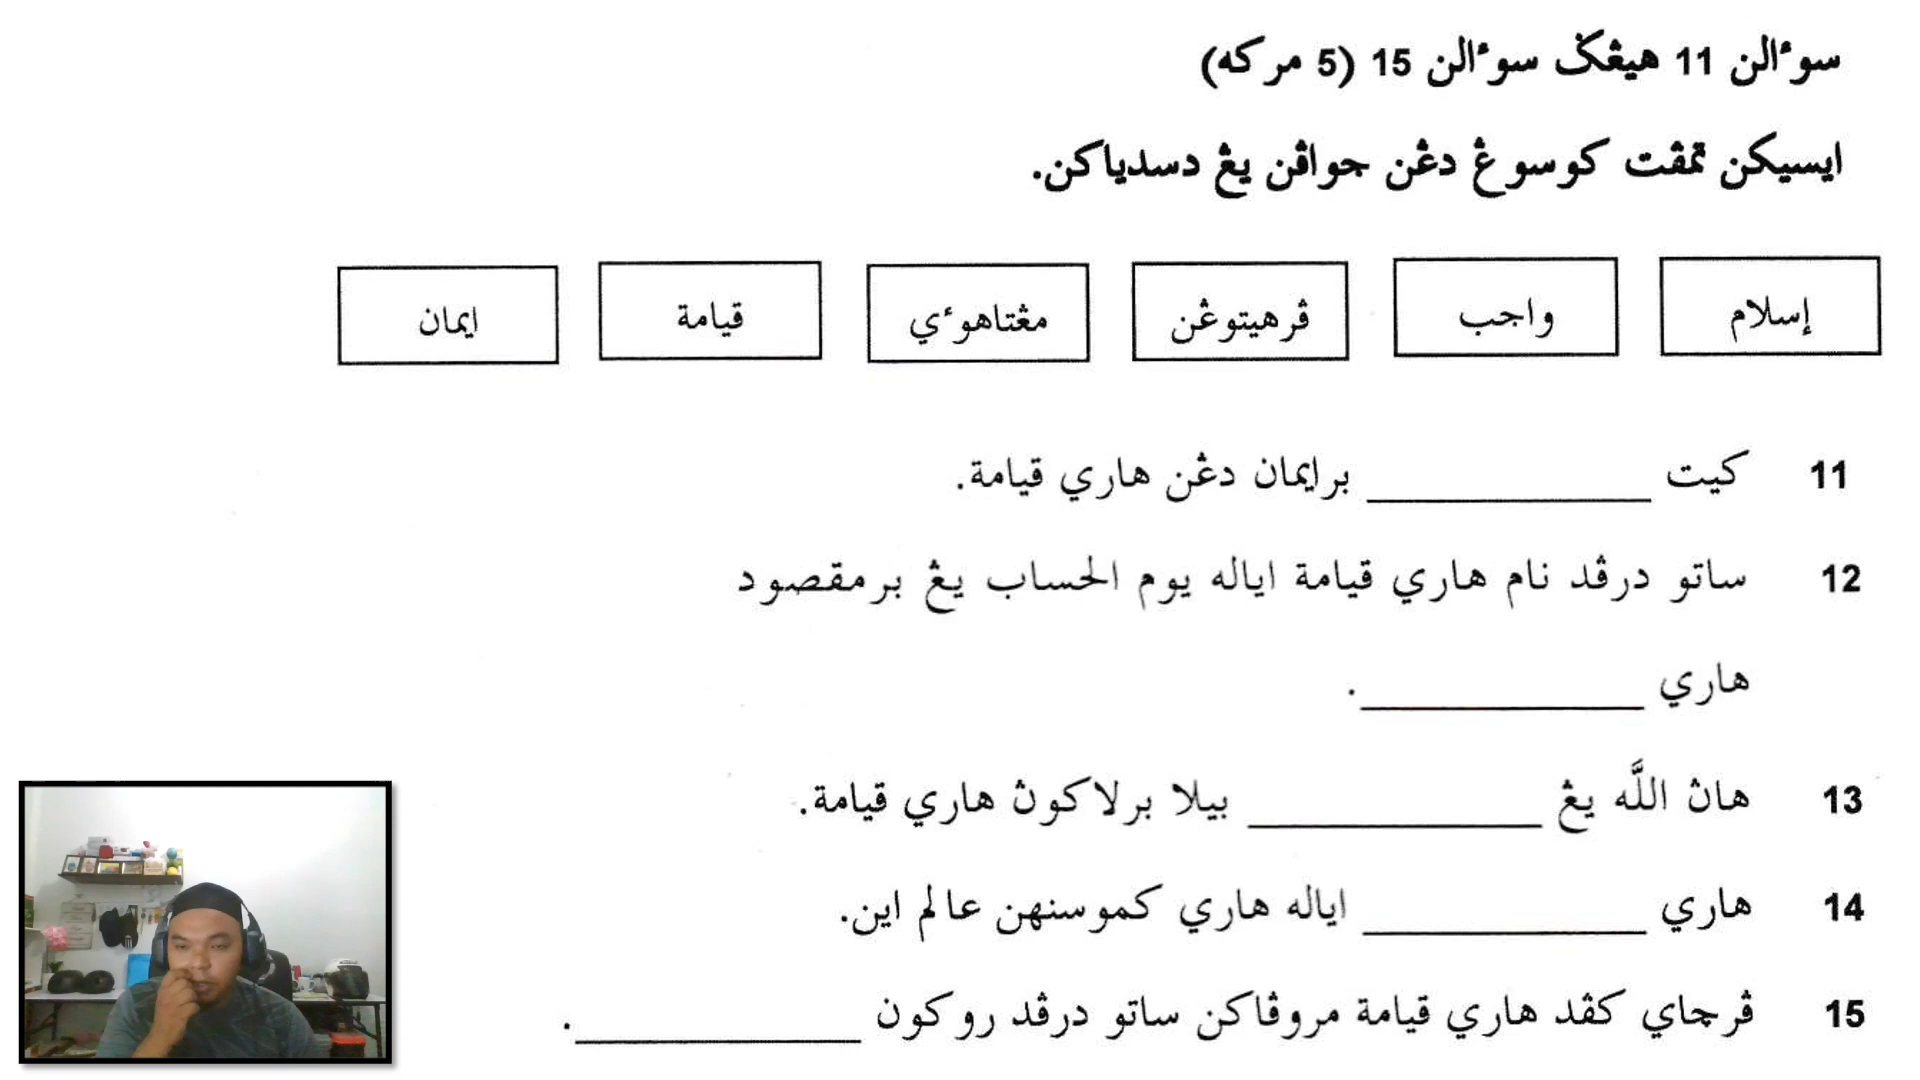 سوءالن 11 هيڠݢ سوءالن 15 (5 مركه)
ايسيكن تمڤت كوسوڠ دڠن جواڤن يڠ دسدياكن.
إسلام واجب ڤرهيتوڠن مڠتاهوءي قيامة ايمان
11 كيت ____________ برايمان دڠن هاري قيامة.
12 ساتو درڤد نام هاري قيامة اياله يوم الحساب يڠ برمقصود
هاري ____________ .
13 هاڽ اللَّه يڠ ____________ بيلا برلاكوڽ هاري قيامة.
14 هاري ____________ اياله هاري كموسنهن عالم اين.
15 ڤرچاي كڤد هاري قيامة مروڤاكن ساتو درڤد روكون ____________ .